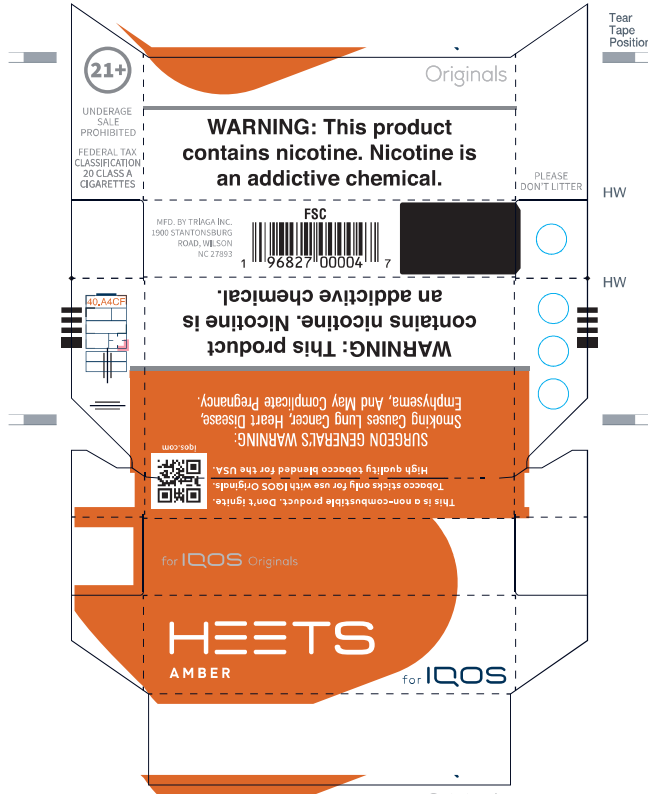 Tear
Tape
Position
21+
Originals
UNDERAGE
SALE
PROHIBITED
FEDERAL TAX
CLASSIFICATION
20 CLASS A
CIGARETTES
WARNING: This product
contains nicotine. Nicotine is
an addictive chemical.
PLEASE
DON'T LITTER
HW
FSC
MFD. BY TRIAGA INC.
1900 STANTONSBURG
ROAD, WILSON
NC 27893
1 96827 00004 7
HW
40.A4CF
WARNING: This product
contains nicotine. Nicotine is
an addictive chemical.
SURGEON GENERAL'S WARNING:
Smoking Causes Lung Cancer, Heart Disease,
Emphysema, And May Complicate Pregnancy.
iqos.com
This is a non-combustible product. Don't ignite.
Tobacco sticks only for use with IQOS Originals.
High quality tobacco blended for the USA.
for IQOS Originals
HEETS
AMBER
for IQOS